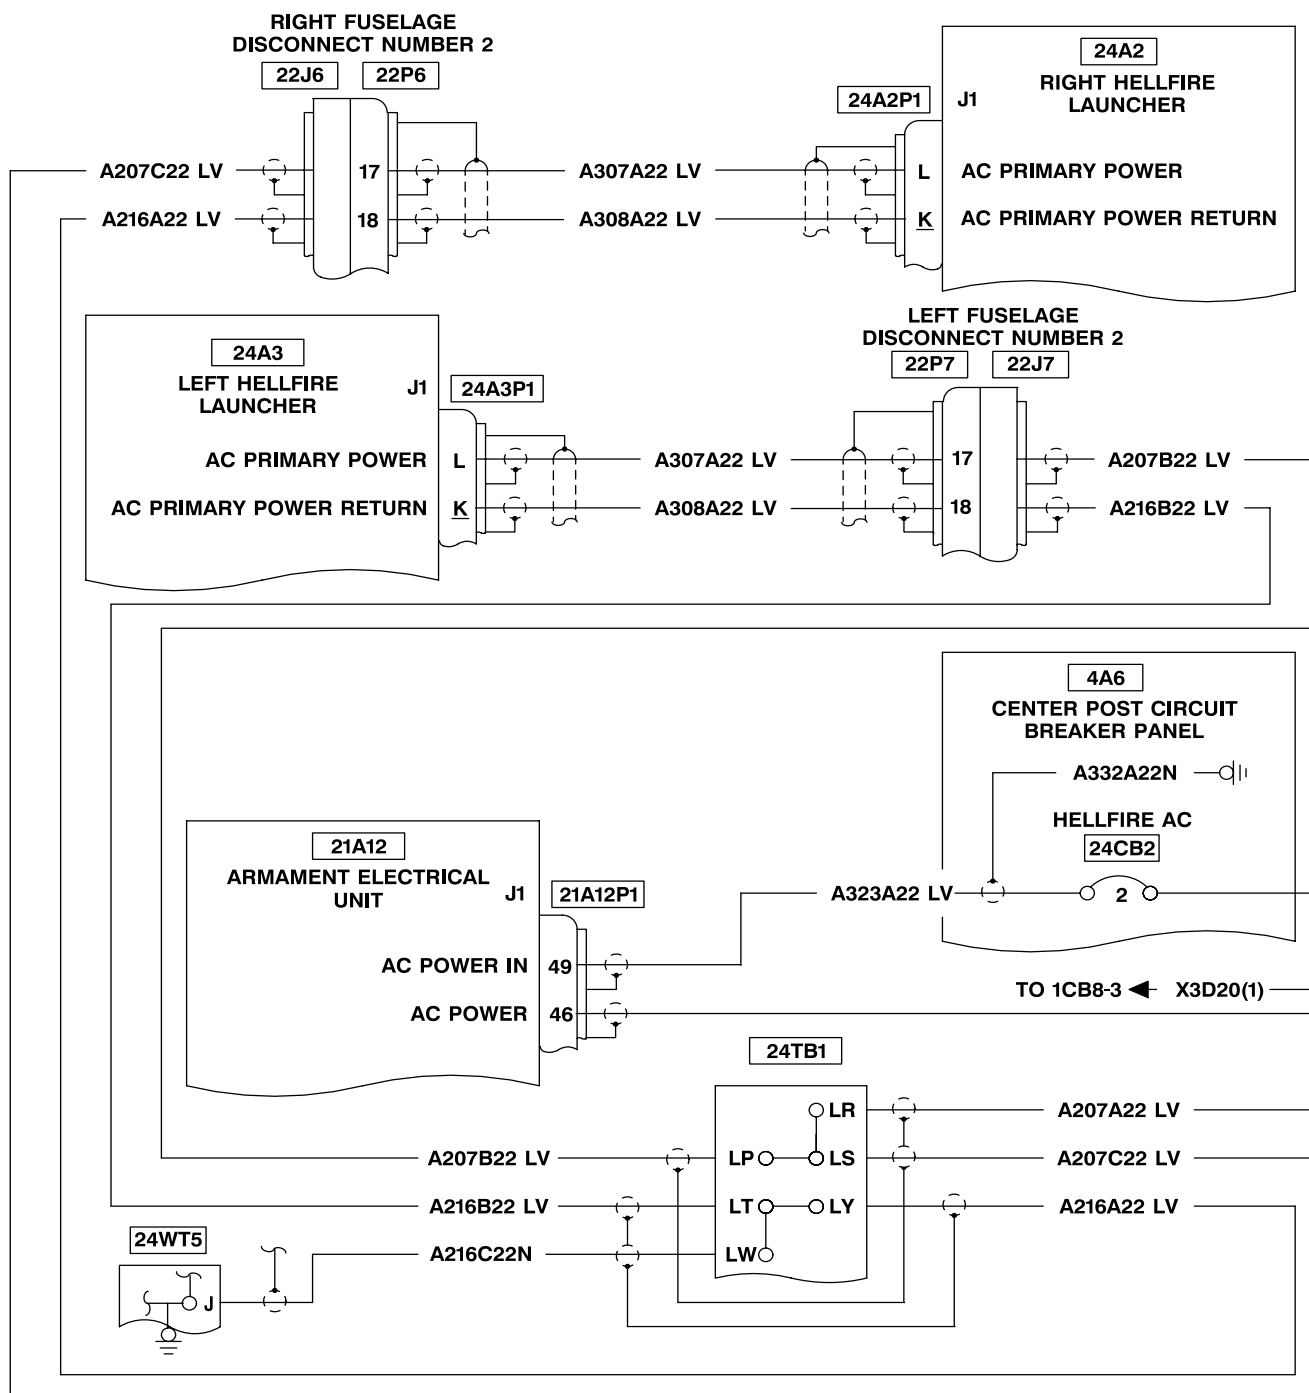 RIGHT FUSELAGE
DISCONNECT NUMBER 2
22J6 22P6
24A2
RIGHT HELLFIRE
LAUNCHER
24A2P1 J1
A207C22 LV 17 A307A22 LV L AC PRIMARY POWER
A216A22 LV 18 A308A22 LV K AC PRIMARY POWER RETURN
LEFT FUSELAGE
DISCONNECT NUMBER 2
22P7 22J7
24A3
LEFT HELLFIRE
LAUNCHER
J1 24A3P1
AC PRIMARY POWER L A307A22 LV 17 A207B22 LV
AC PRIMARY POWER RETURN K A308A22 LV 18 A216B22 LV
4A6
CENTER POST CIRCUIT
BREAKER PANEL
A332A22N
HELLFIRE AC
24CB2
A323A22 LV 2
21A12
ARMAMENT ELECTRICAL
UNIT
J1 21A12P1
AC POWER IN 49
AC POWER 46
TO 1CB8-3 X3D20(1)
24TB1
LR A207A22 LV
A207B22 LV LP LS A207C22 LV
A216B22 LV LT LY A216A22 LV
A216C22N LW
24WT5
J